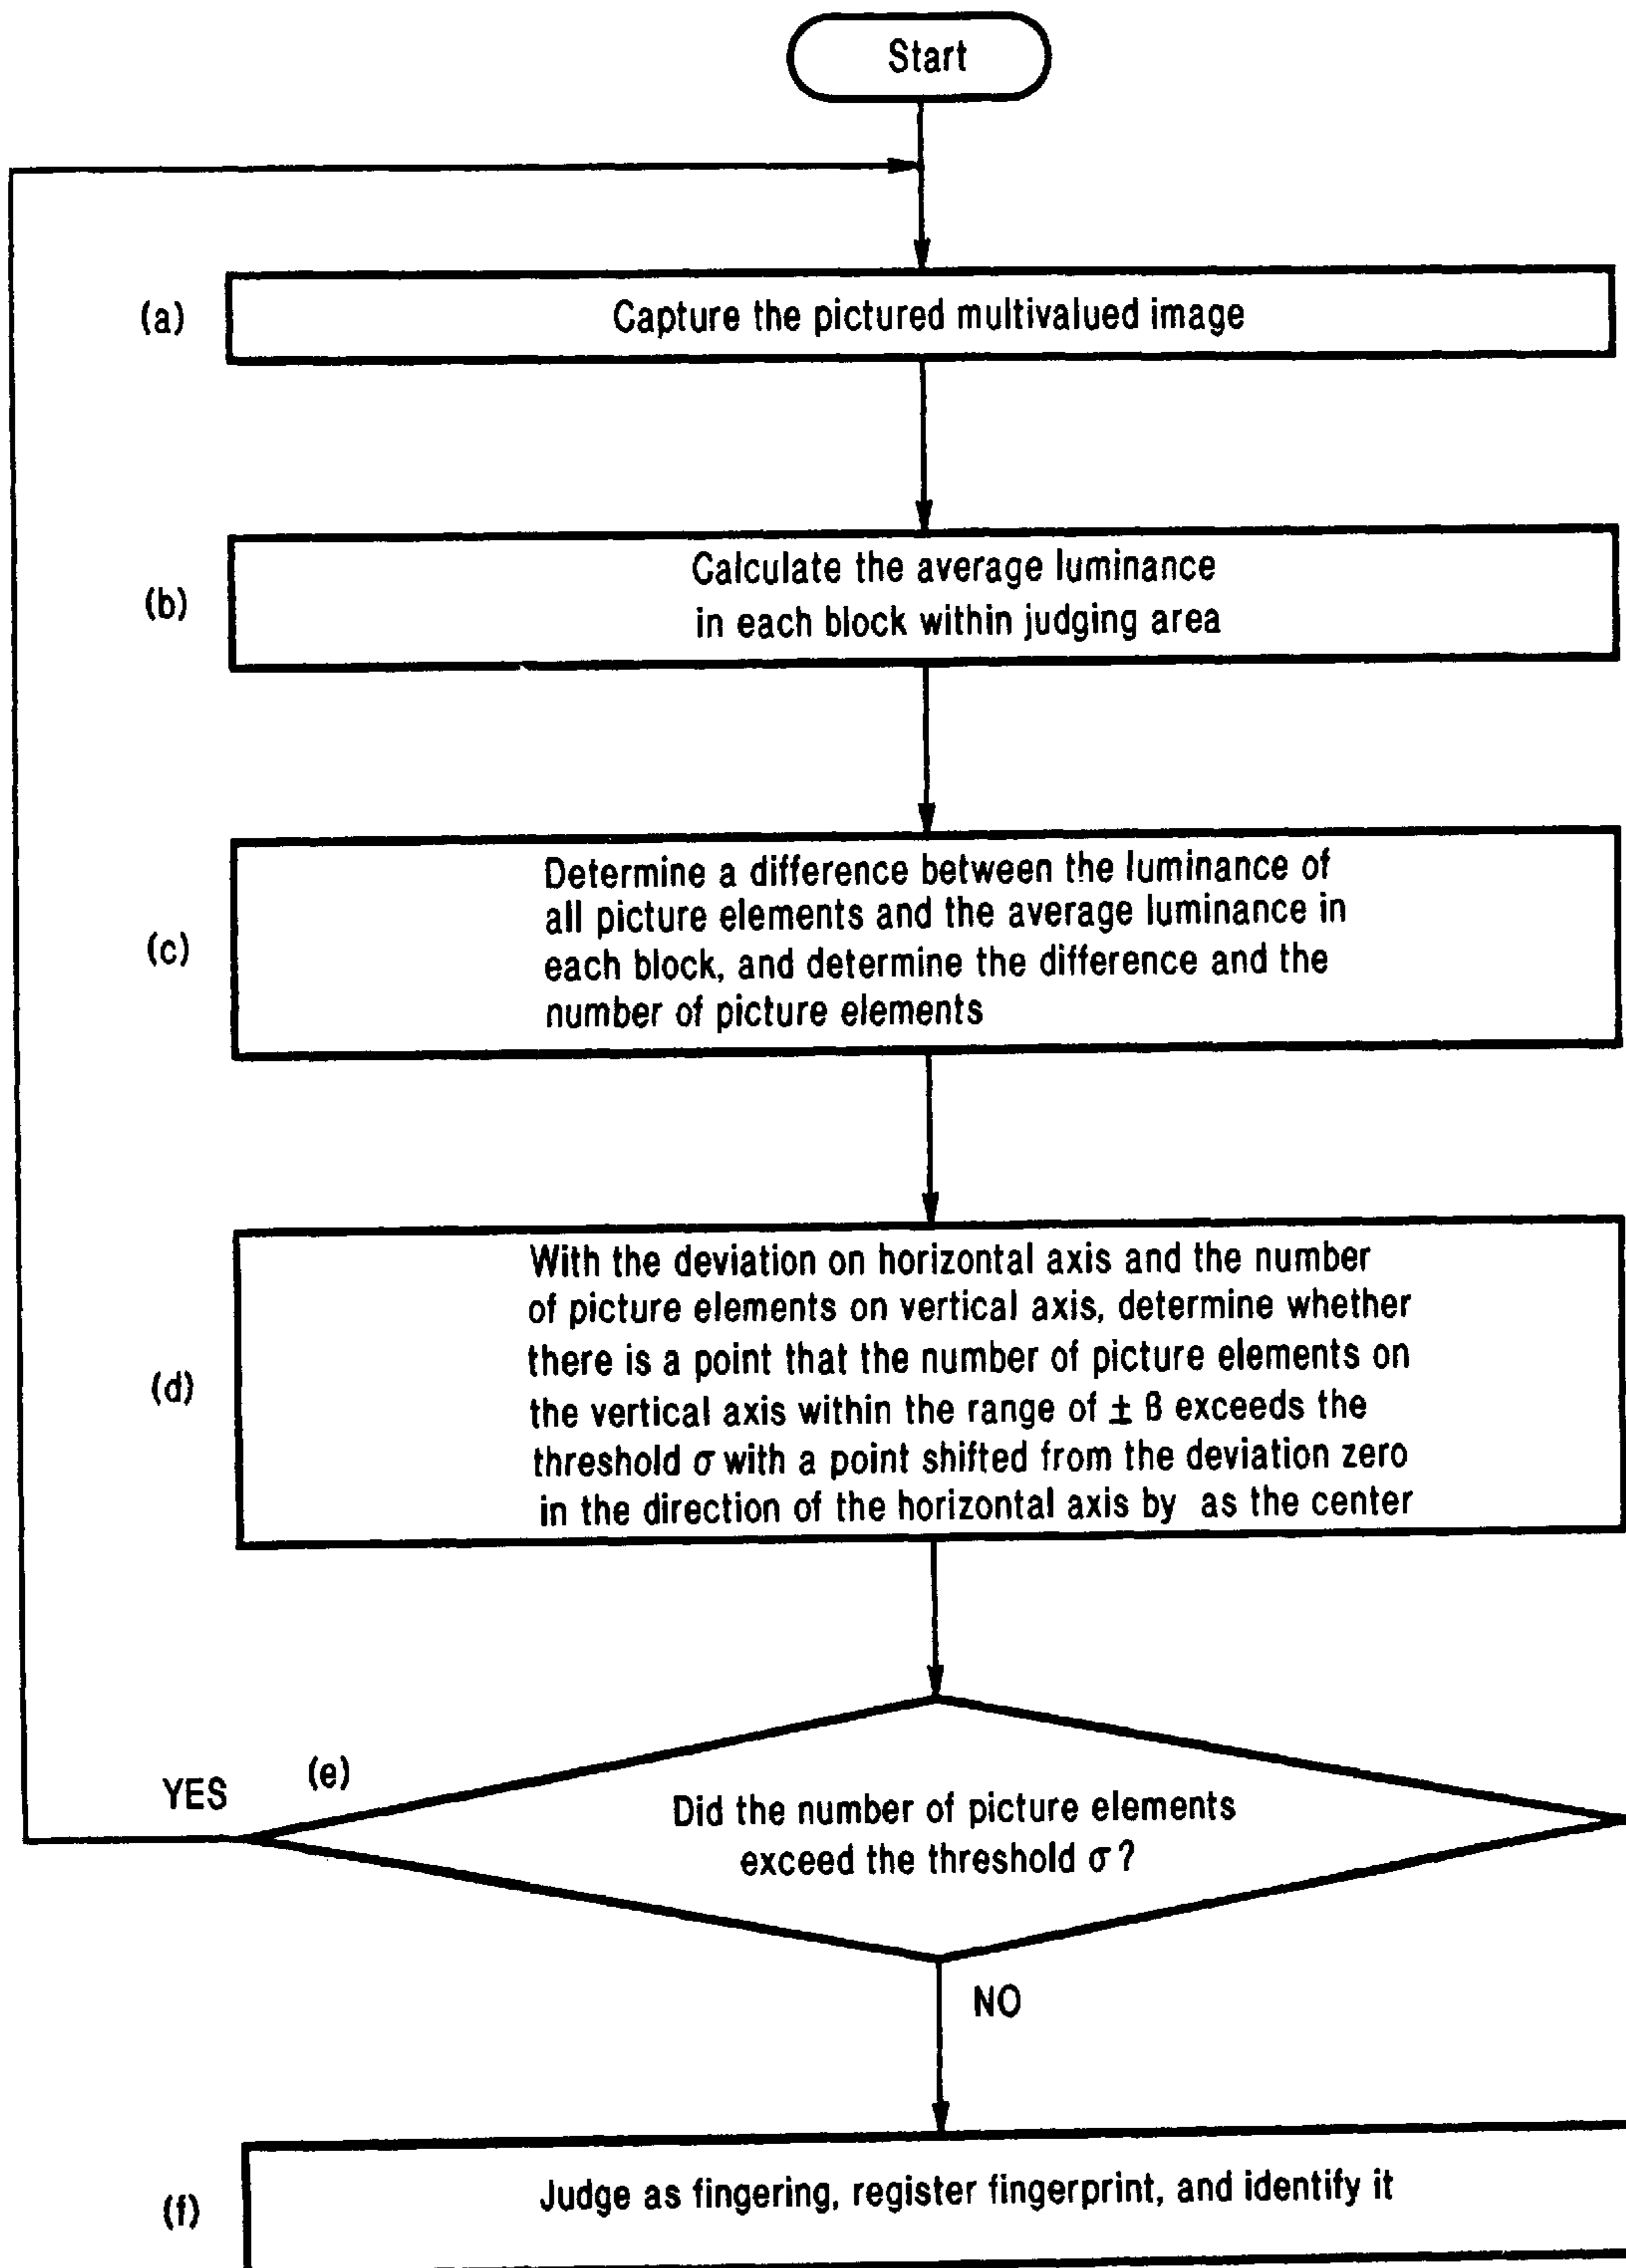 Start
(a)
Capture the pictured multivalued image
(b)
Calculate the average luminance
in each block within judging area
(c)
Determine a difference between the luminance of
all picture elements and the average luminance in
each block, and determine the difference and the
number of picture elements
(d)
With the deviation on horizontal axis and the number
of picture elements on vertical axis, determine whether
there is a point that the number of picture elements on
the vertical axis within the range of ± β exceeds the
threshold σ with a point shifted from the deviation zero
in the direction of the horizontal axis by as the center
YES
(e)
Did the number of picture elements
exceed the threshold σ?
NO
(f)
Judge as fingering, register fingerprint, and identify it